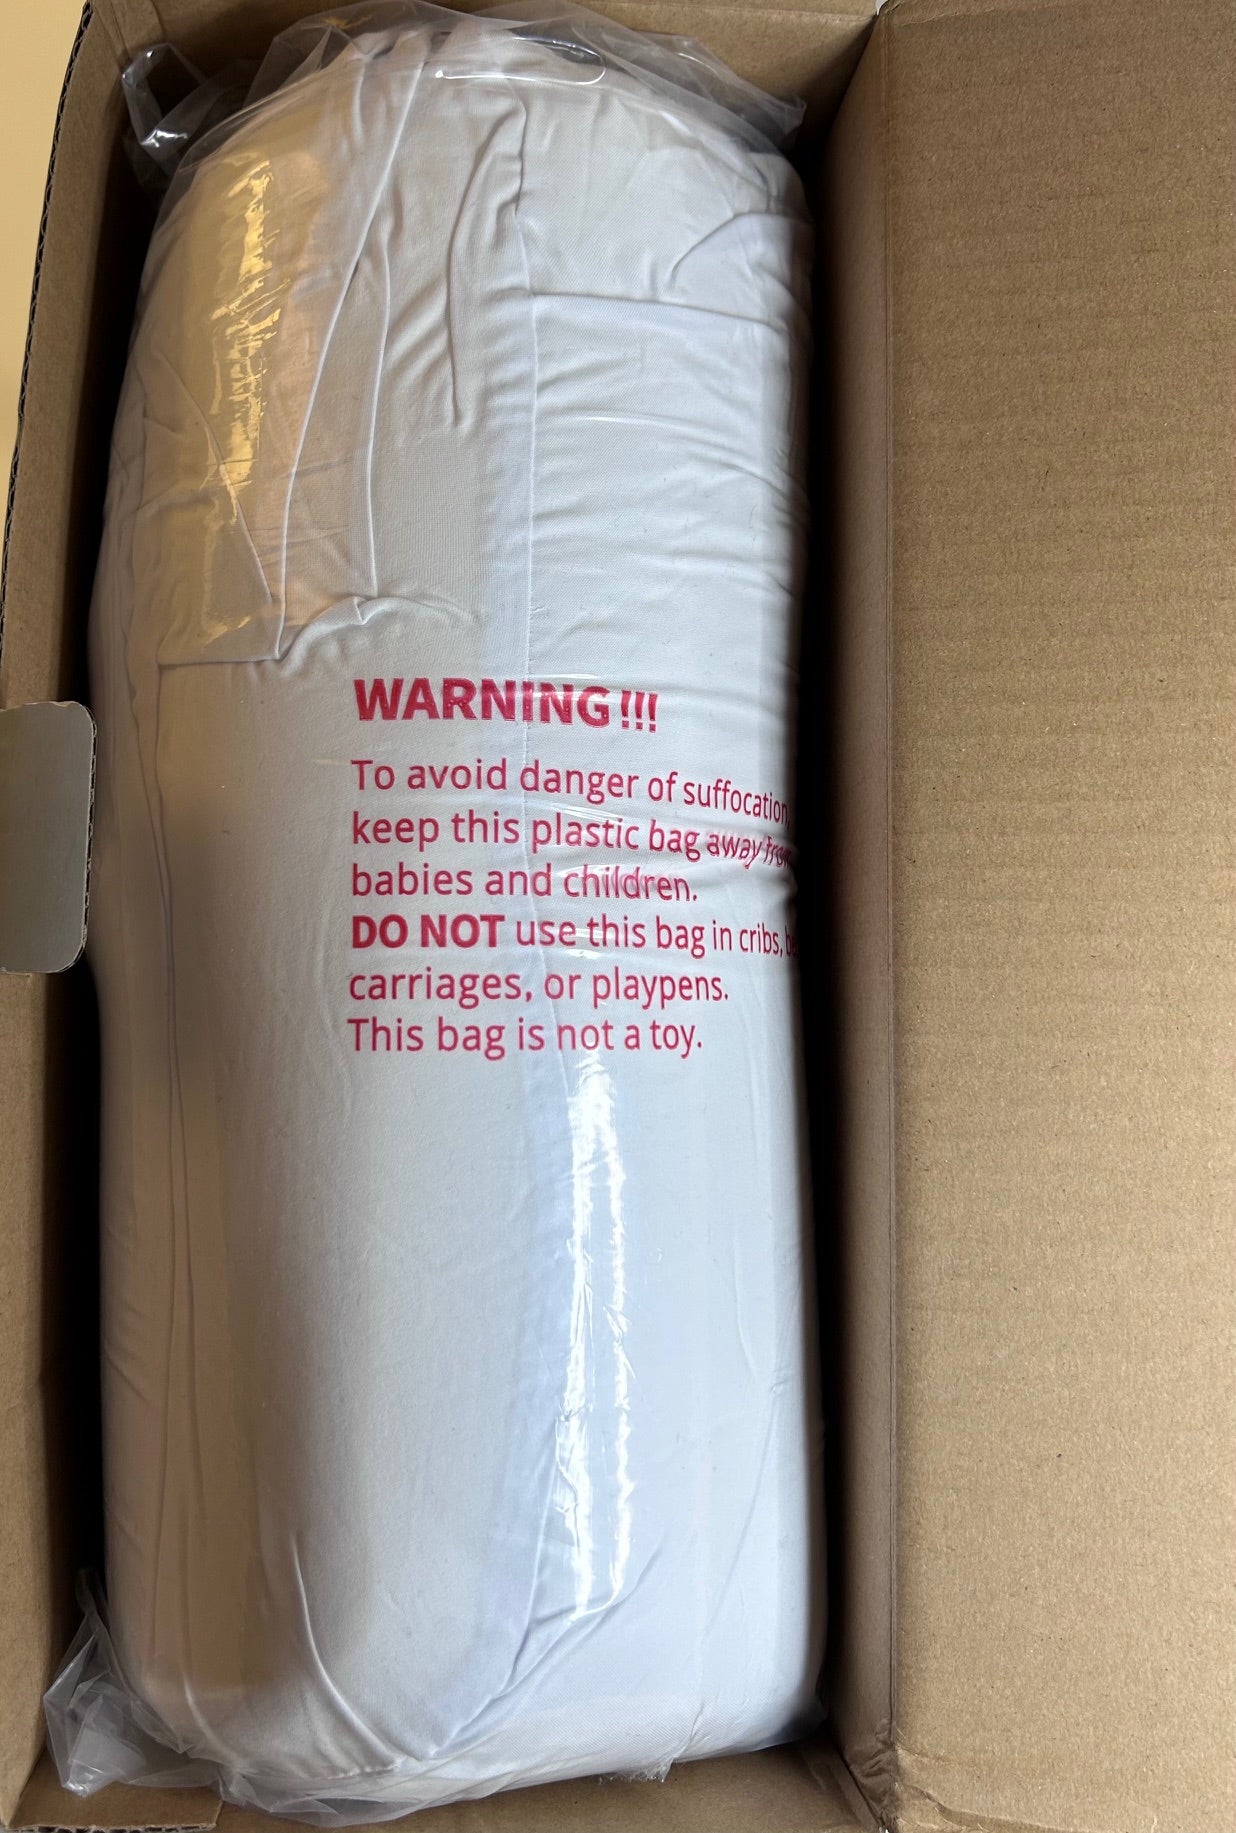 WARNING!!!
To avoid danger of suffocation,
keep this plastic bag away from
babies and children.
DO NOT use this bag in cribs,
carriages, or playpens.
This bag is not a toy.